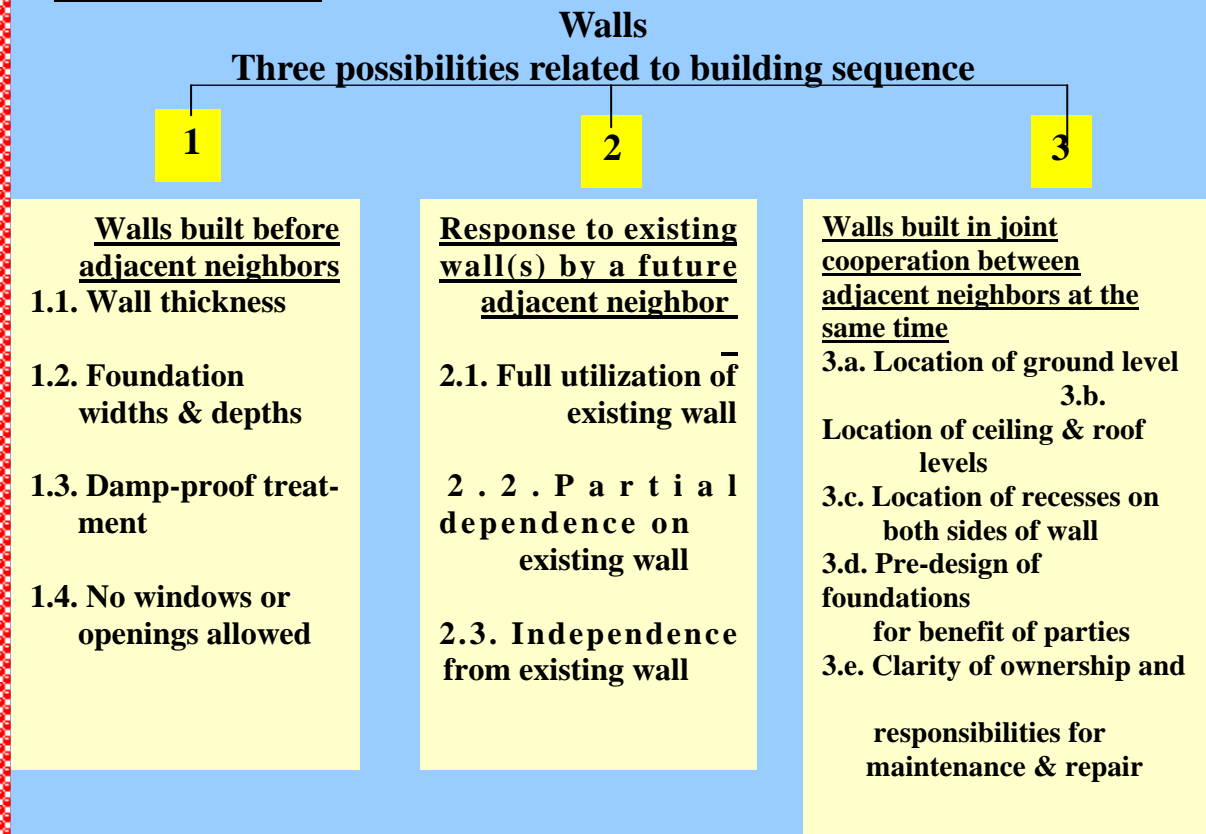 Walls
Three possibilities related to building sequence
1
2
3
Walls built before
adjacent neighbors
1.1. Wall thickness
1.2. Foundation
widths & depths
1.3. Damp-proof treat-
ment
1.4. No windows or
openings allowed
Response to existing
wall(s) by a future
adjacent neighbor
2.1. Full utilization of
existing wall
2.2. Partial
dependence on
existing wall
2.3. Independence
from existing wall
Walls built in joint
cooperation between
adjacent neighbors at the
same time
3.a. Location of ground level
3.b.
Location of ceiling & roof
levels
3.c. Location of recesses on
both sides of wall
3.d. Pre-design of
foundations
for benefit of parties
3.e. Clarity of ownership and
responsibilities for
maintenance & repair